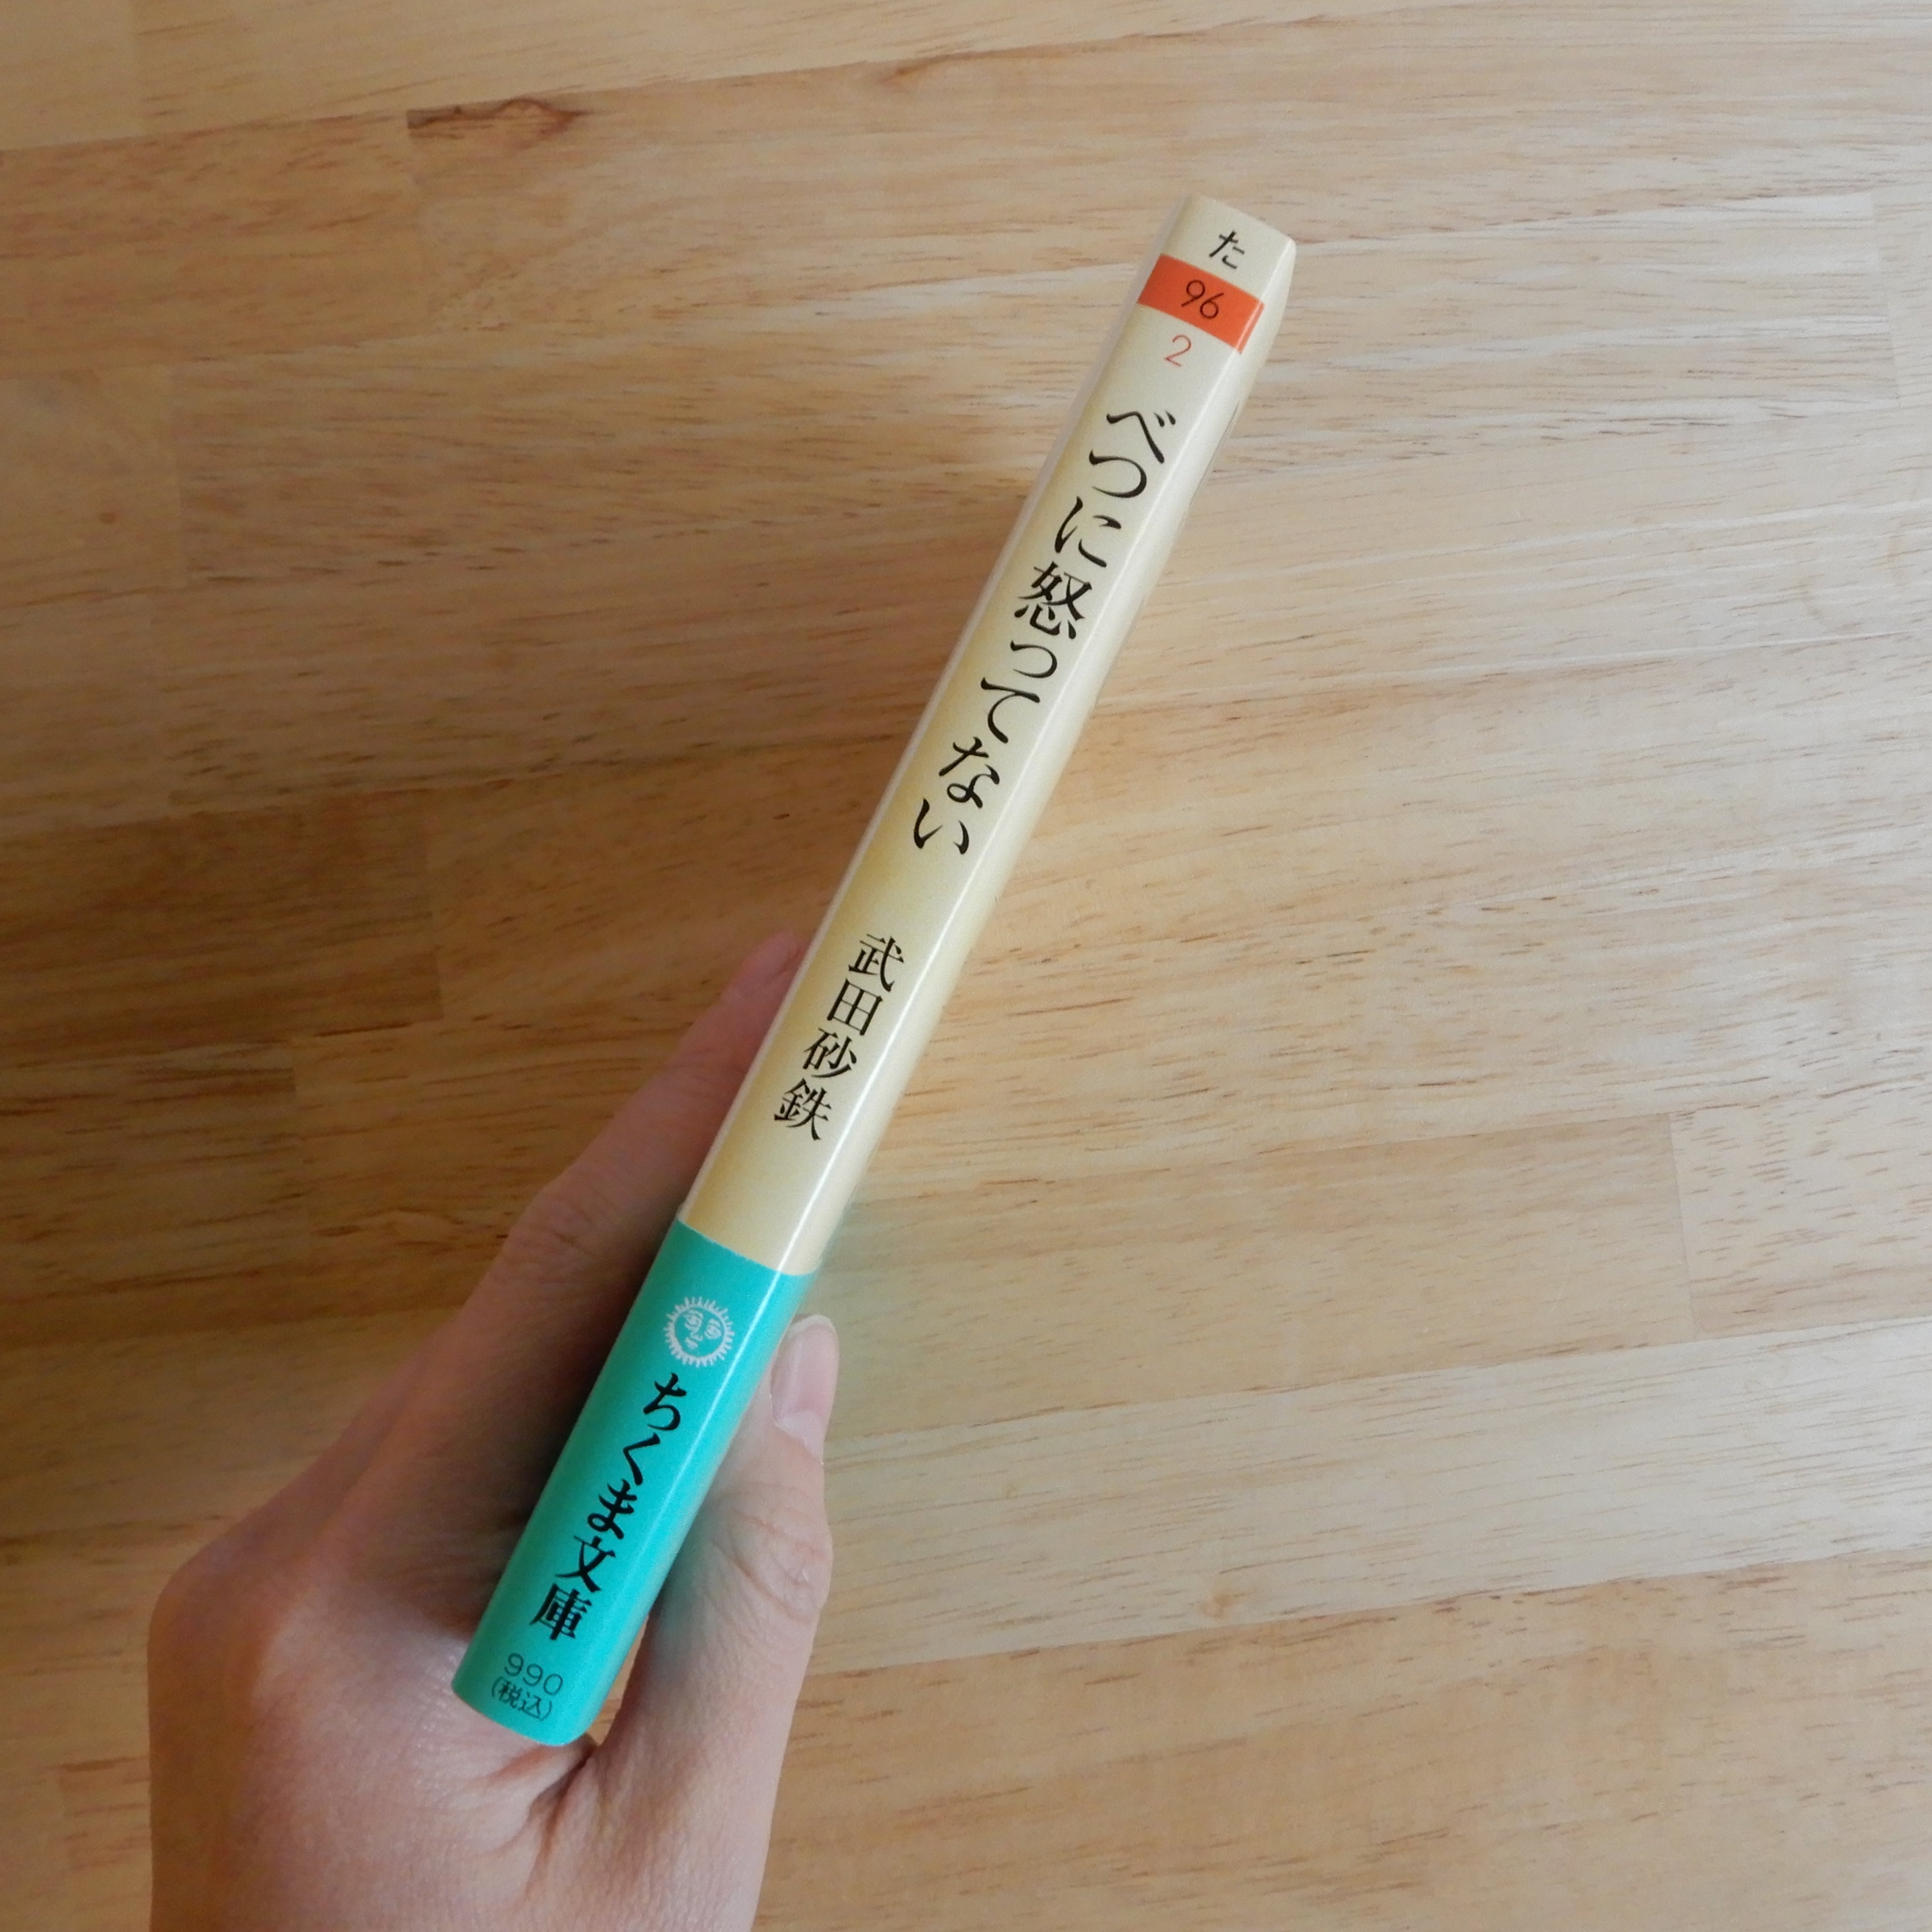 た
96
2
べつに怒ってない
武田砂鉄
ちくま文庫
990
(税込)